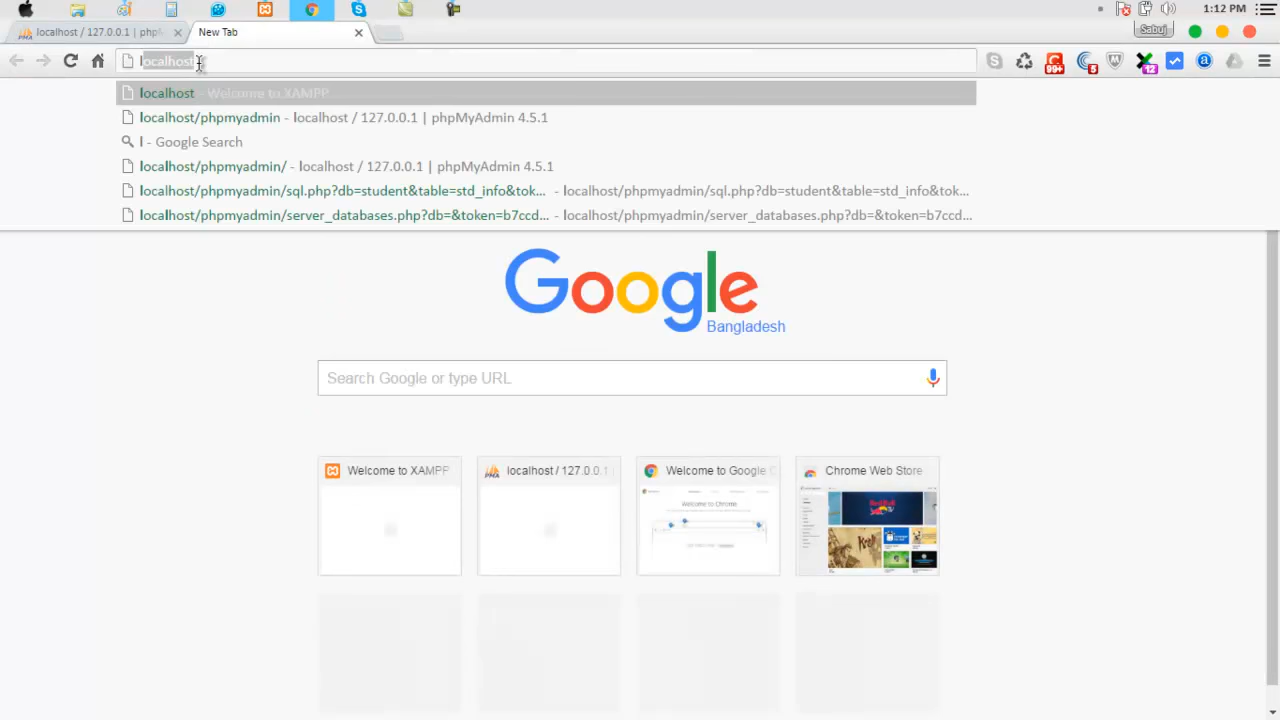 1:12 PM
localhost / 127.0.0.1 | phpM
New Tab
Sabuj
localhost
99+
5
12
localhost - Welcome to XAMPP
localhost/phpmyadmin - localhost / 127.0.0.1 | phpMyAdmin 4.5.1
l - Google Search
localhost/phpmyadmin/ - localhost / 127.0.0.1 | phpMyAdmin 4.5.1
localhost/phpmyadmin/sql.php?db=student&table=std_info&tok... - localhost/phpmyadmin/sql.php?db=student&table=std_info&tok...
localhost/phpmyadmin/server_databases.php?db=&token=b7ccd... - localhost/phpmyadmin/server_databases.php?db=&token=b7ccd...
Google
Bangladesh
Search Google or type URL
Welcome to XAMPP
localhost / 127.0.0.1
Welcome to Google C
Chrome Web Store
Welcome to Chrome